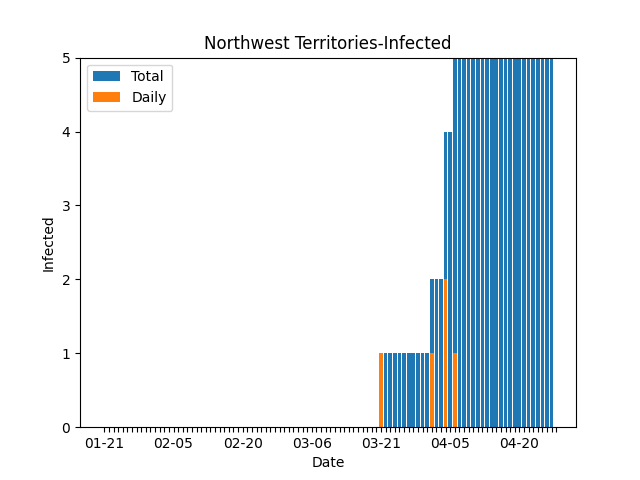 Northwest Territories-Infected
Total
Daily
5
4
3
2
1
0
Infected
01-21 02-05 02-20 03-06 03-21 04-05 04-20
Date